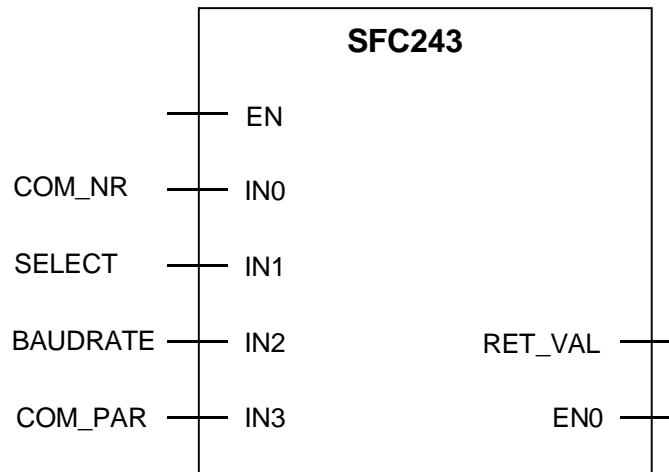 SFC243
EN
COM_NR IN0
SELECT IN1
BAUDRATE IN2 RET_VAL
COM_PAR IN3 EN0